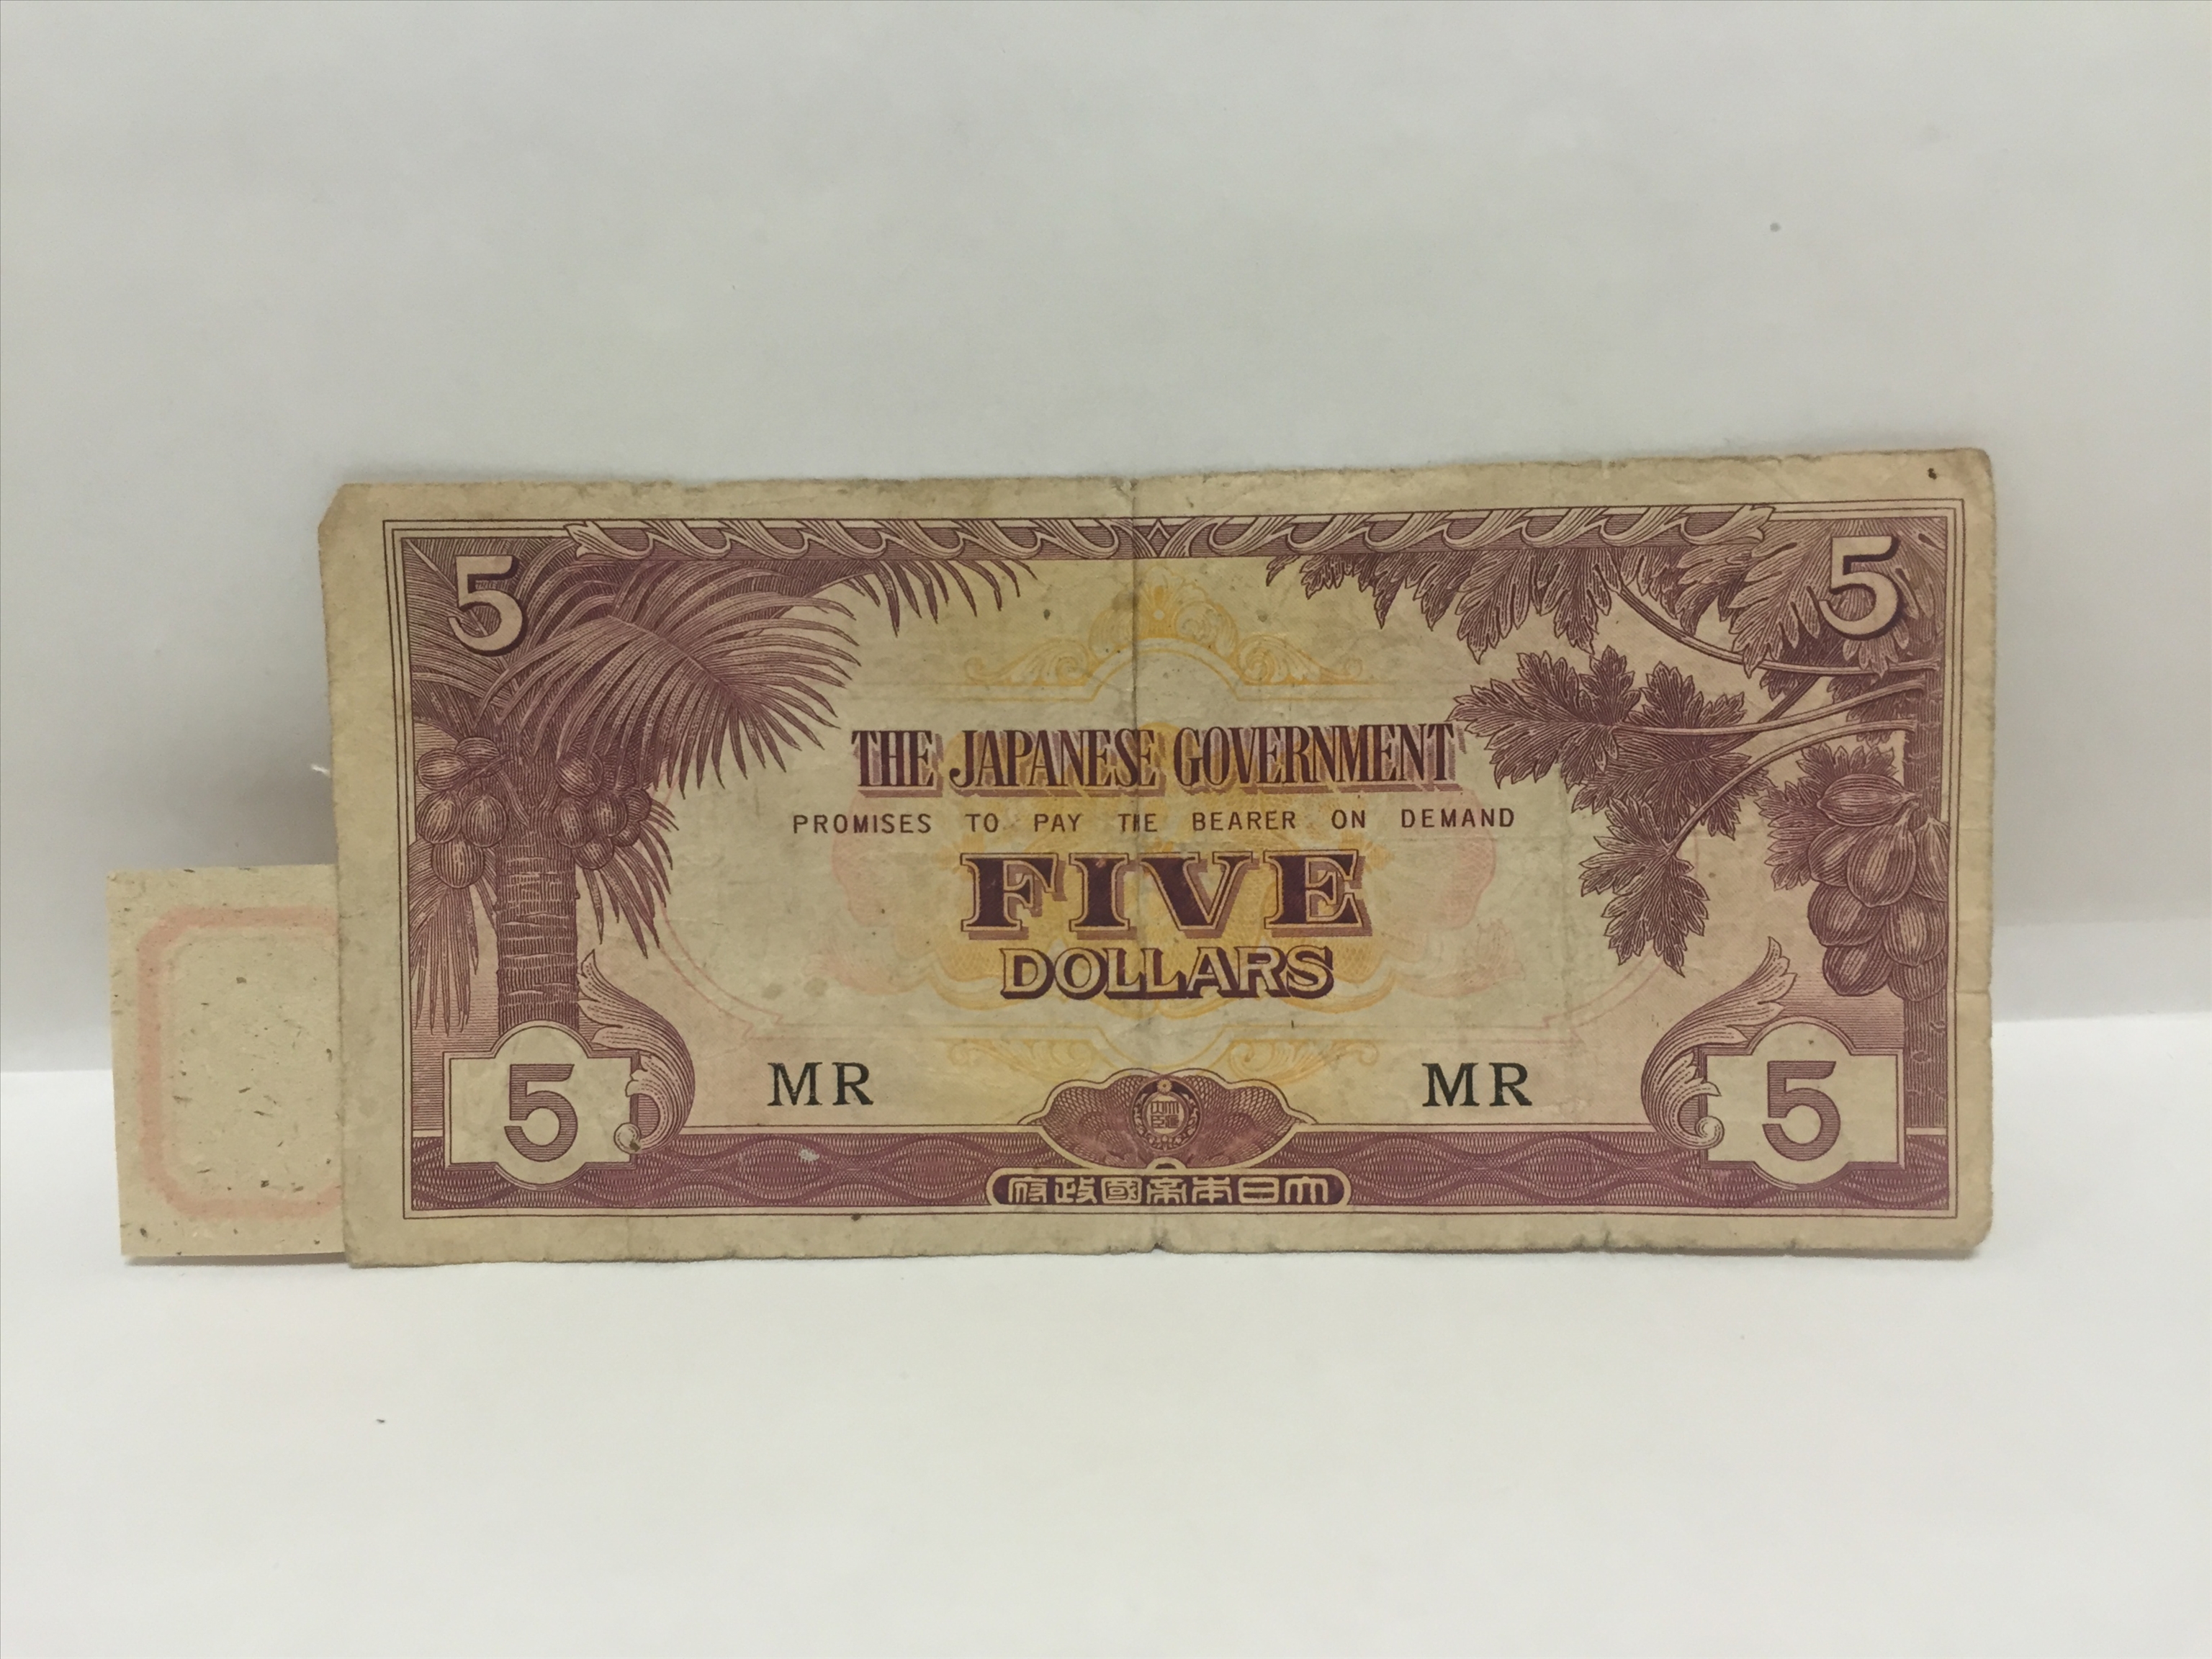 5 5
THE JAPANESE GOVERNMENT
PROMISES TO PAY THE BEARER ON DEMAND
FIVE
DOLLARS
MR MR
5 5
府政國帝本日大